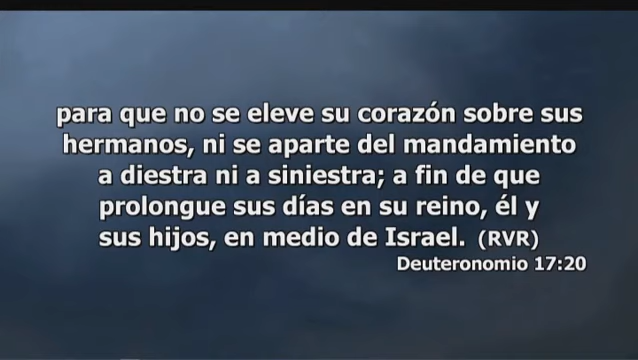 para que no se eleve su corazón sobre sus
hermanos, ni se aparte del mandamiento
a diestra ni a siniestra; a fin de que
prolongue sus días en su reino, él y
sus hijos, en medio de Israel. (RVR)
Deuteronomio 17:20